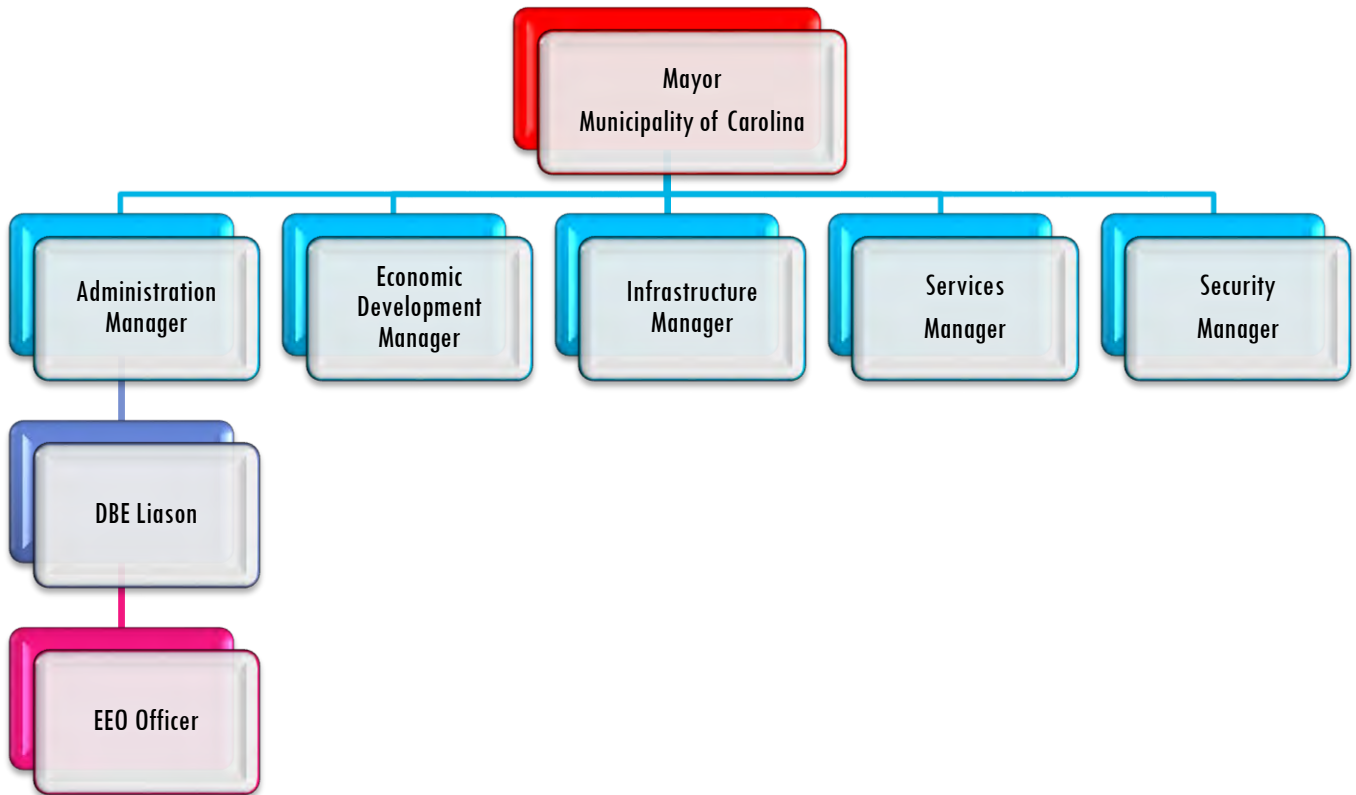 Mayor
Municipality of Carolina
Administration
Manager
Economic
Development
Manager
Infrastructure
Manager
Services
Manager
Security
Manager
DBE Liason
EEO Officer